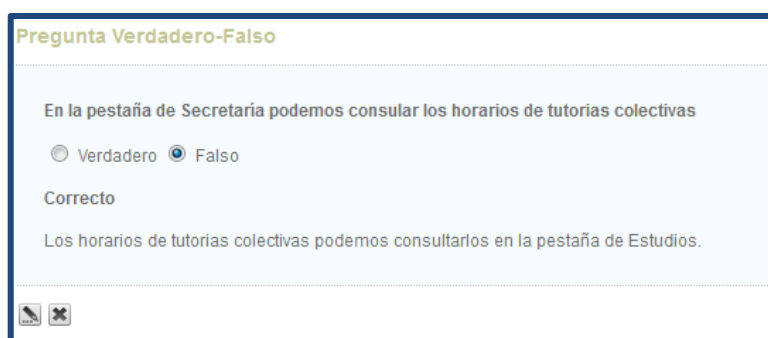 Pregunta Verdadero-Falso
En la pestaña de Secretaría podemos consular los horarios de tutorias colectivas
Verdadero Falso
Correcto
Los horarios de tutorias colectivas podemos consultarlos en la pestaña de Estudios.